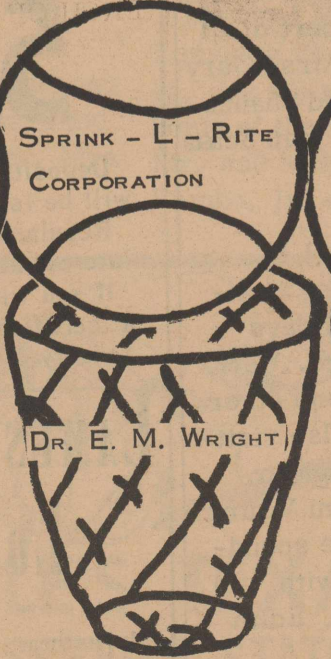 SPRINK – L – RITE
CORPORATION
DR. E. M. WRIGHT